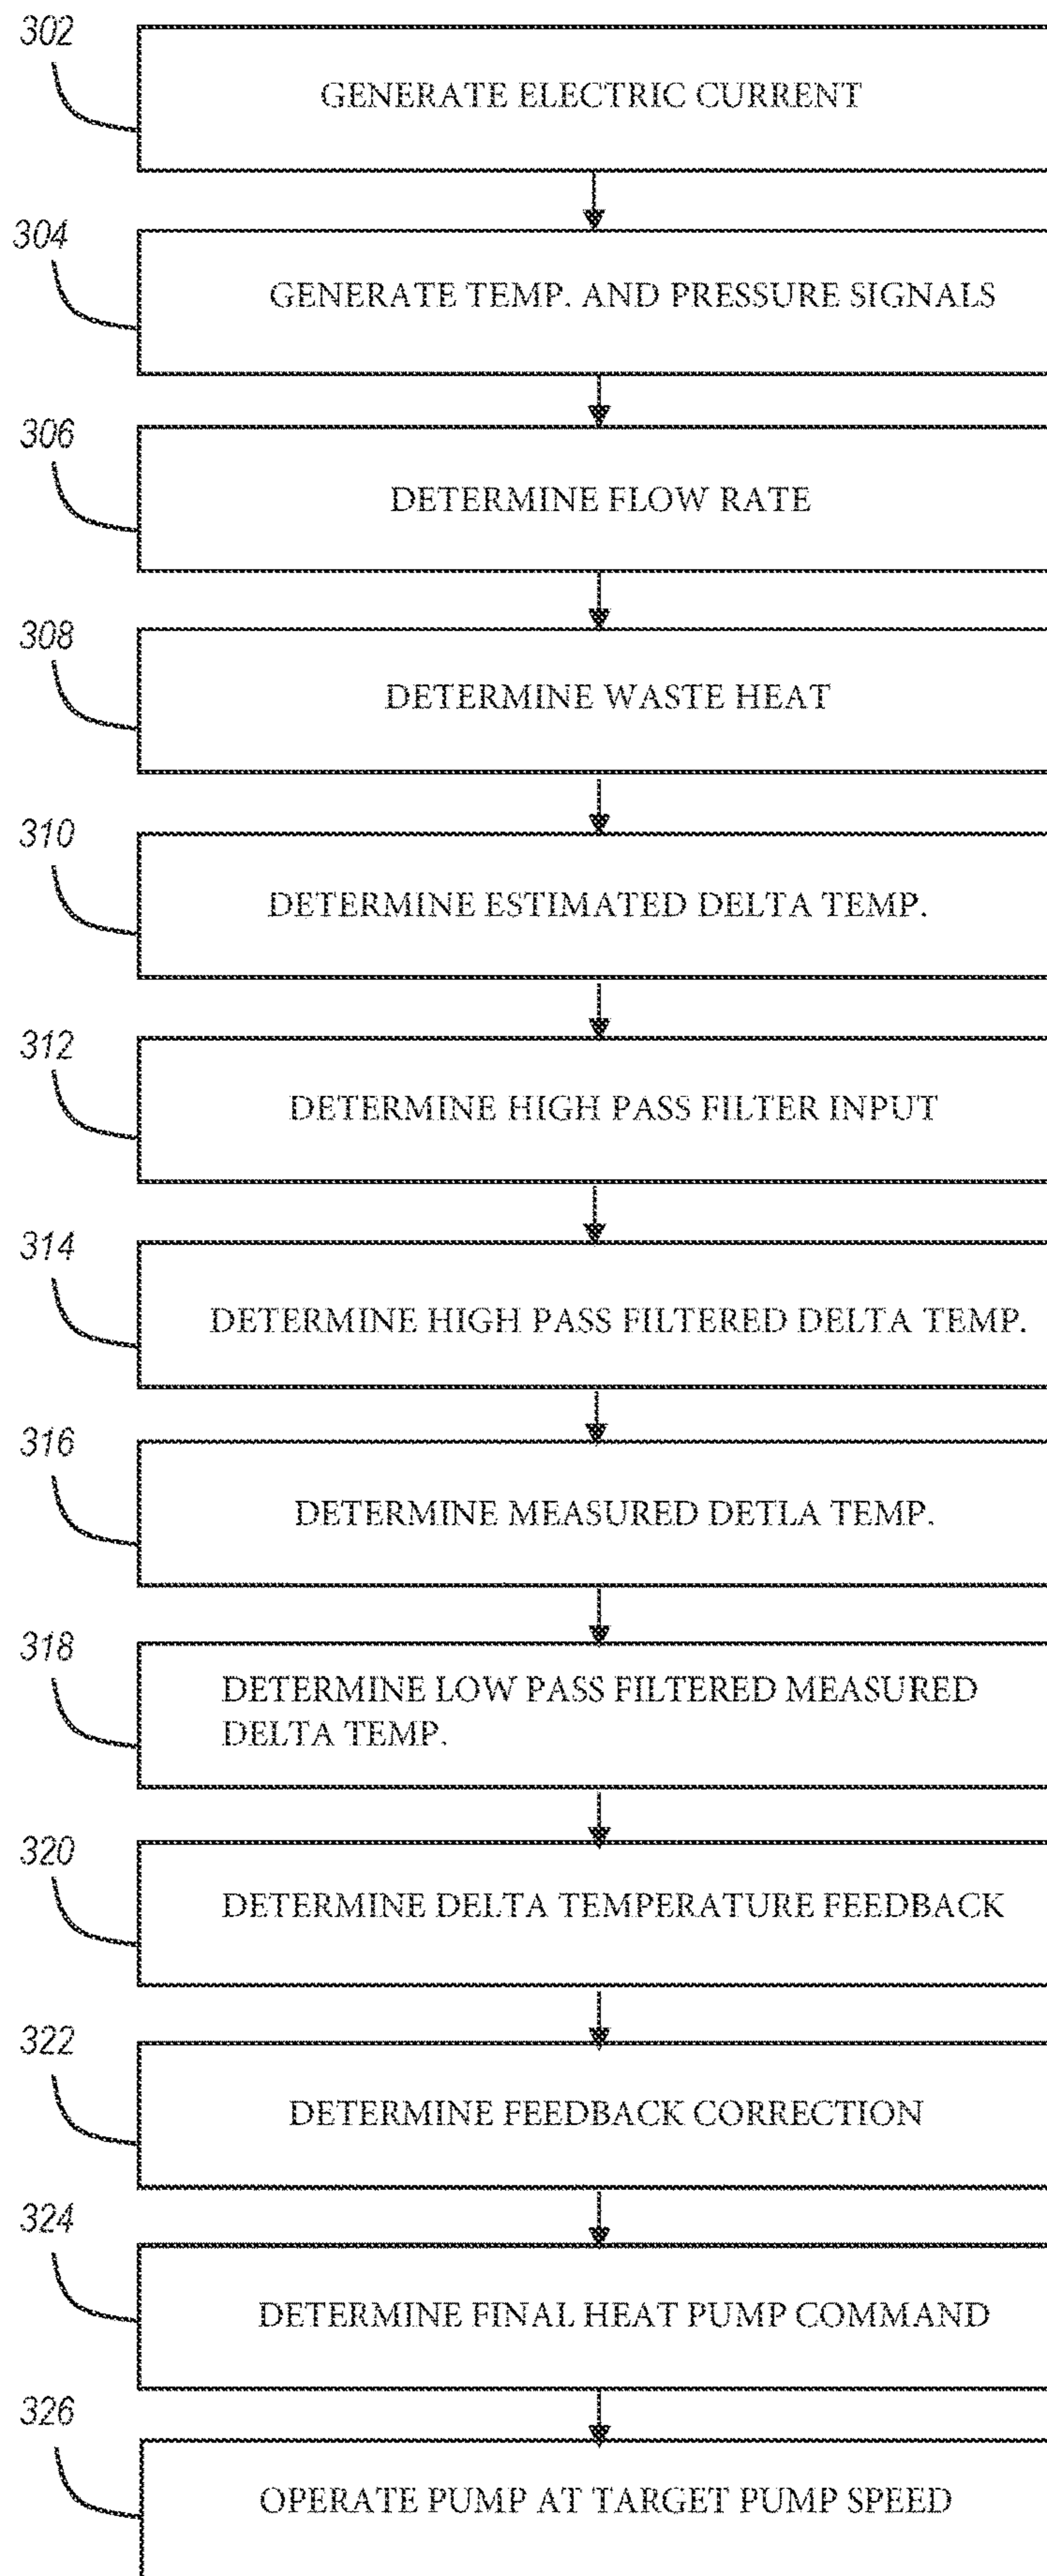 302
GENERATE ELECTRIC CURRENT
304
GENERATE TEMP. AND PRESSURE SIGNALS
306
DETERMINE FLOW RATE
308
DETERMINE WASTE HEAT
310
DETERMINE ESTIMATED DELTA TEMP.
312
DETERMINE HIGH PASS FILTER INPUT
314
DETERMINE HIGH PASS FILTERED DELTA TEMP.
316
DETERMINE MEASURED DETLA TEMP.
318
DETERMINE LOW PASS FILTERED MEASURED
DELTA TEMP.
320
DETERMINE DELTA TEMPERATURE FEEDBACK
322
DETERMINE FEEDBACK CORRECTION
324
DETERMINE FINAL HEAT PUMP COMMAND
326
OPERATE PUMP AT TARGET PUMP SPEED